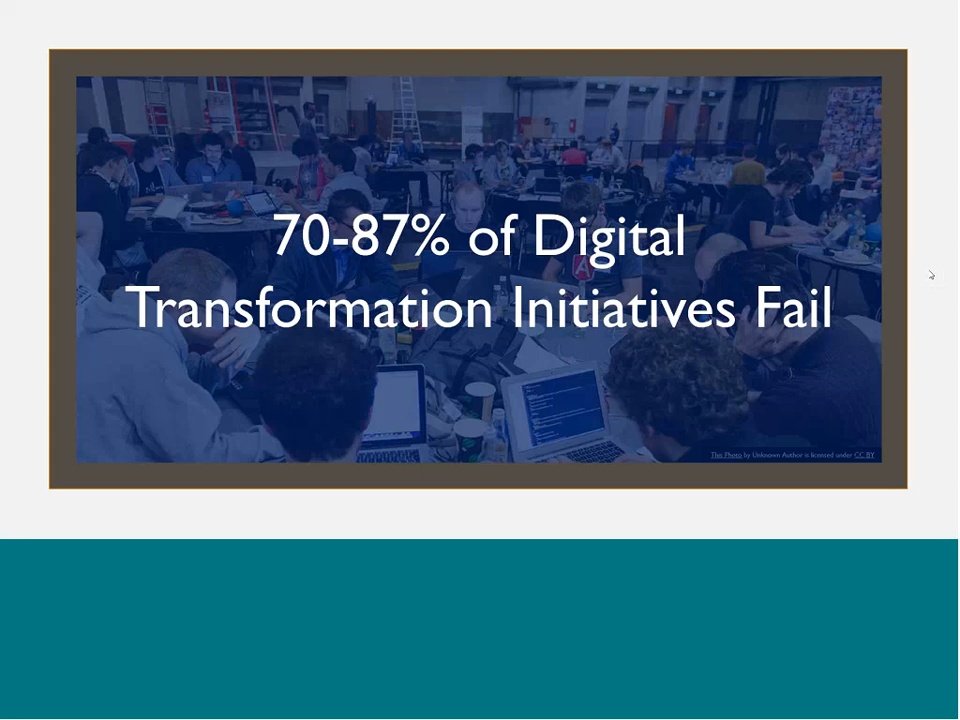 70-87% of Digital
Transformation Initiatives Fail
This Photo by Unknown Author is licensed under CC BY